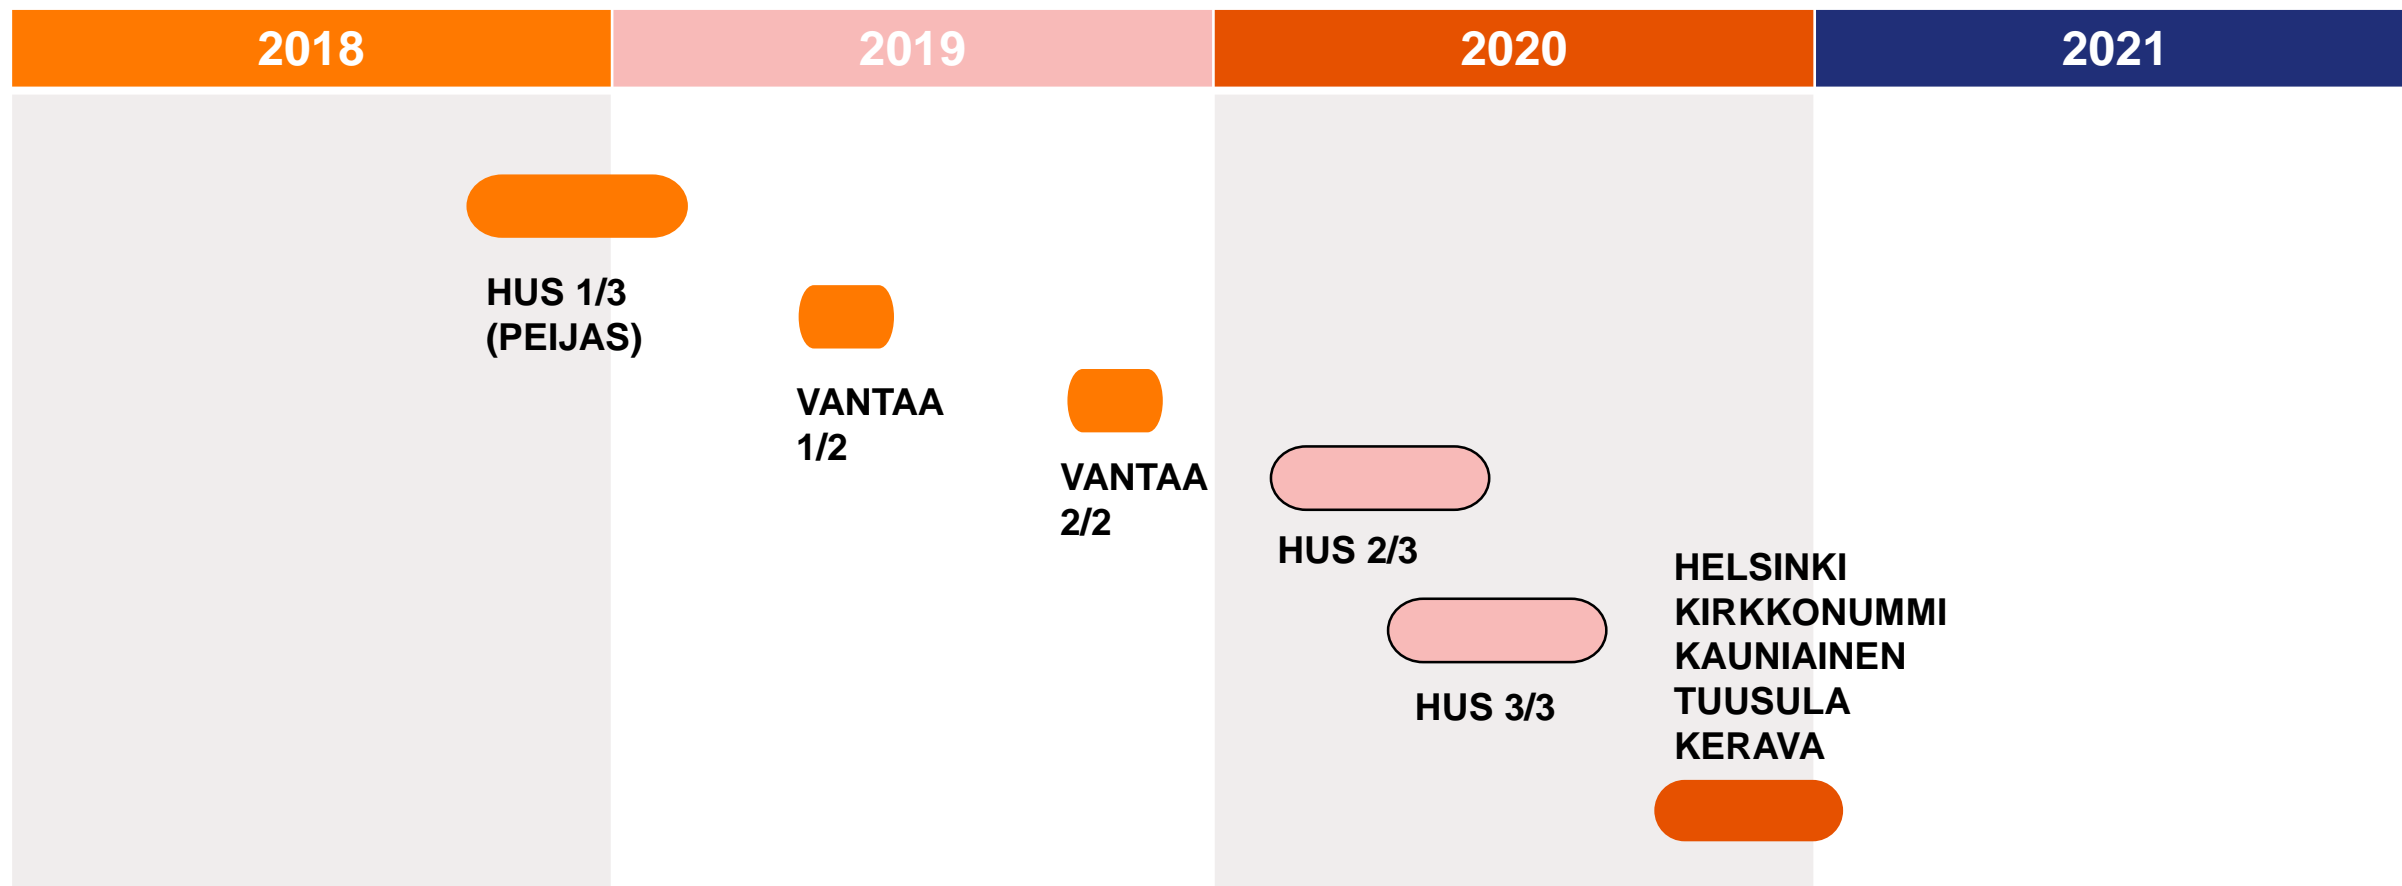 2018
2019
2020
2021
HUS 1/3
(PEIJAS)
VANTAA
1/2
VANTAA
2/2
HUS 2/3
HUS 3/3
HELSINKI
KIRKKONUMMI
KAUNIAINEN
TUUSULA
KERAVA